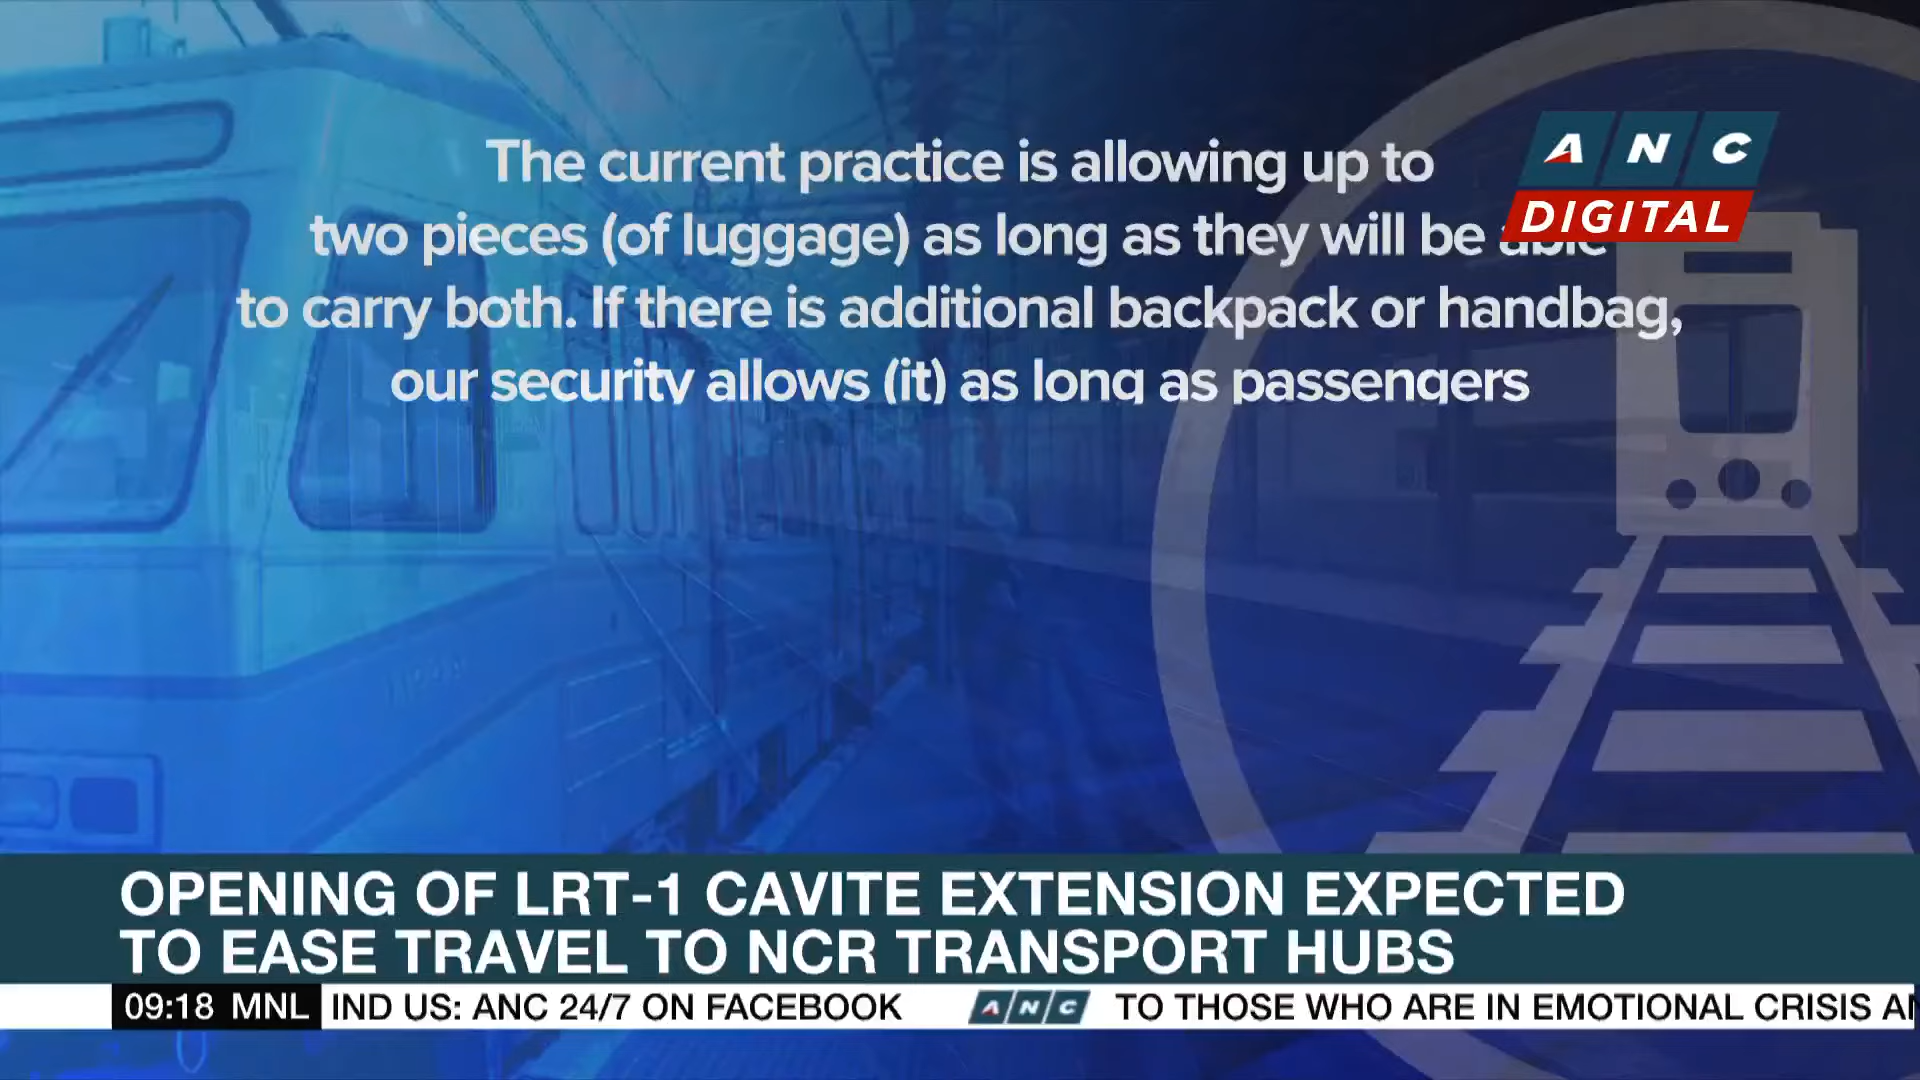 The current practice is allowing up to
two pieces (of luggage) as long as they will be able
to carry both. If there is additional backpack or handbag,
our security allows (it) as long as passengers
ANC
DIGITAL
OPENING OF LRT-1 CAVITE EXTENSION EXPECTED
TO EASE TRAVEL TO NCR TRANSPORT HUBS
09:18 MNL IND US: ANC 24/7 ON FACEBOOK ANC TO THOSE WHO ARE IN EMOTIONAL CRISIS